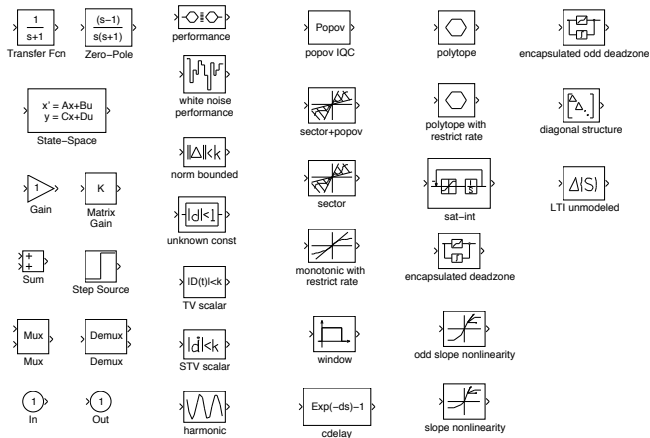 1
s+1
Transfer Fcn
(s−1)
s(s+1)
Zero−Pole
performance
Popov
popov IQC
polytope
encapsulated odd deadzone
x' = Ax+Bu
y = Cx+Du
State−Space
white noise
performance
sector+popov
polytope with
restrict rate
diagonal structure
1
Gain
K
Matrix
Gain
||Δ||<k
norm bounded
sector
1
s
sat−int
Δ(S)
LTI unmodeled
|d|<1
unknown const
+
+
Sum
Step Source
|D(t)|<k
TV scalar
monotonic with
restrict rate
encapsulated deadzone
Mux
Mux
Demux
Demux
|ḋ|<k
STV scalar
window
odd slope nonlinearity
1
In
1
Out
harmonic
Exp(−ds)−1
cdelay
slope nonlinearity